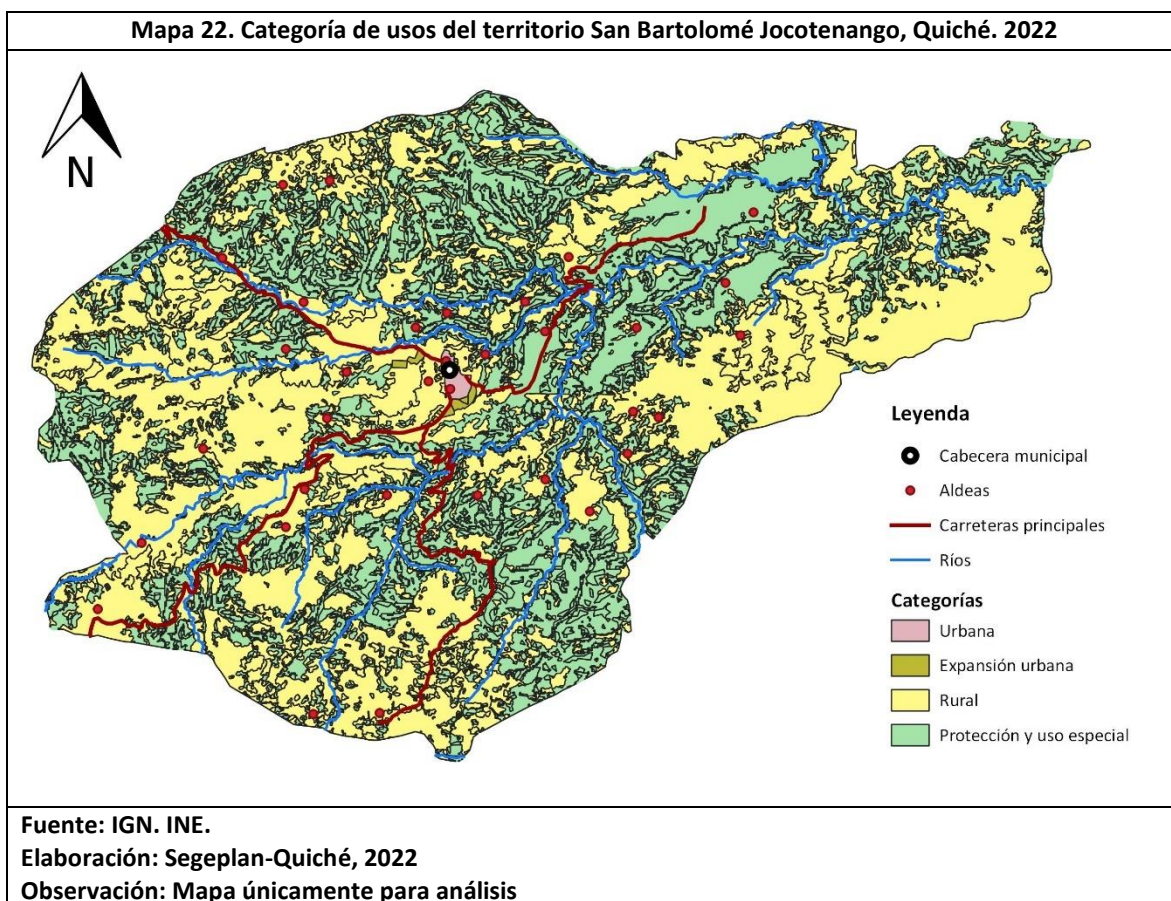 Mapa 22. Categoría de usos del territorio San Bartolomé Jocotenango, Quiché. 2022
N
Leyenda
Cabecera municipal
Aldeas
Carreteras principales
Ríos
Categorías
Urbana
Expansión urbana
Rural
Protección y uso especial
Fuente: IGN. INE.
Elaboración: Segeplan-Quiché, 2022
Observación: Mapa únicamente para análisis